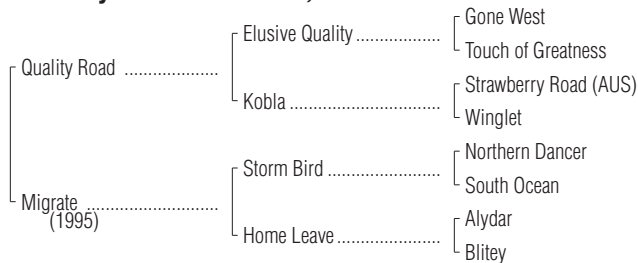 Gone West
Elusive Quality ....................
Touch of Greatness
Quality Road ....................
Strawberry Road (AUS)
Kobla ....................
Winglet
Northern Dancer
Storm Bird ....................
South Ocean
Migrate ....................
(1995)
Alydar
Home Leave ....................
Blitey